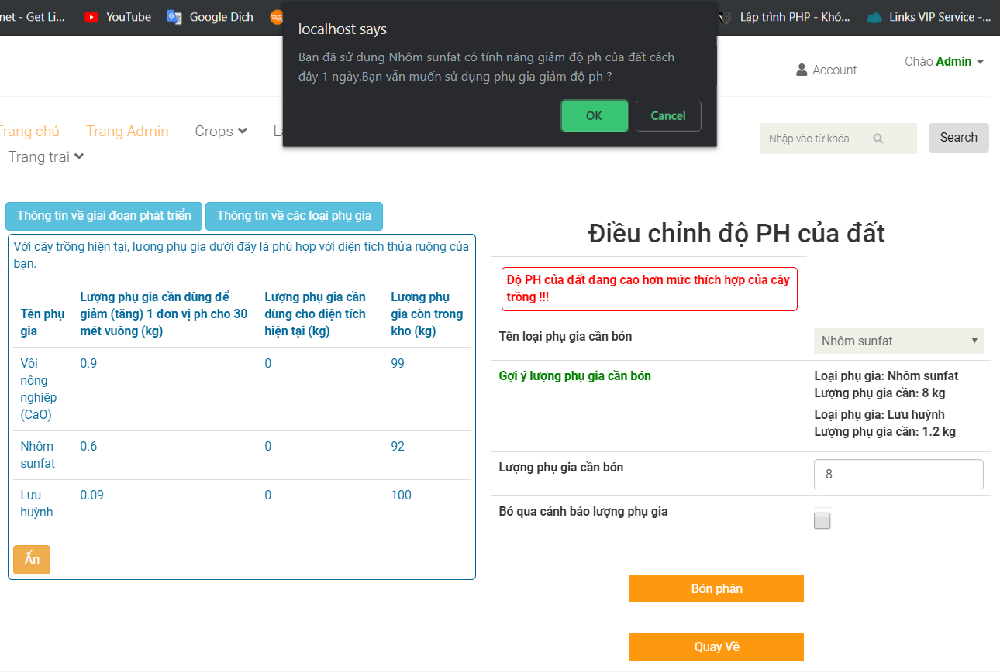 net - Get Li...
YouTube
Google Dịch
Lập trình PHP - Khó...
Links VIP Service -...
localhost says
Bạn đã sử dụng Nhôm sunfat có tính năng giảm độ ph của đất cách
đây 1 ngày.Bạn vẫn muốn sử dụng phụ gia giảm độ ph ?
OK
Cancel
Account
Chào Admin
Trang chủ
Trang Admin
Crops
Trang trại
Nhập vào từ khóa
Search
Thông tin về giai đoạn phát triển
Thông tin về các loại phụ gia
Với cây trồng hiện tại, lượng phụ gia dưới đây là phù hợp với diện tích thửa ruộng của
bạn.
Tên phụ
gia
Lượng phụ gia cần dùng để
giảm (tăng) 1 đơn vị ph cho 30
mét vuông (kg)
Lượng phụ gia cần
dùng cho diện tích
hiện tại (kg)
Lượng phụ
gia còn trong
kho (kg)
Vôi
nông
nghiệp
(CaO)
0.9
0
99
Nhôm
sunfat
0.6
0
92
Lưu
huỳnh
0.09
0
100
Ẩn
Điều chỉnh độ PH của đất
Độ PH của đất đang cao hơn mức thích hợp của cây
trồng !!!
Tên loại phụ gia cần bón
Nhôm sunfat
Gợi ý lượng phụ gia cần bón
Loại phụ gia: Nhôm sunfat
Lượng phụ gia cần: 8 kg
Loại phụ gia: Lưu huỳnh
Lượng phụ gia cần: 1.2 kg
Lượng phụ gia cần bón
8
Bỏ qua cảnh báo lượng phụ gia
Bón phân
Quay Về